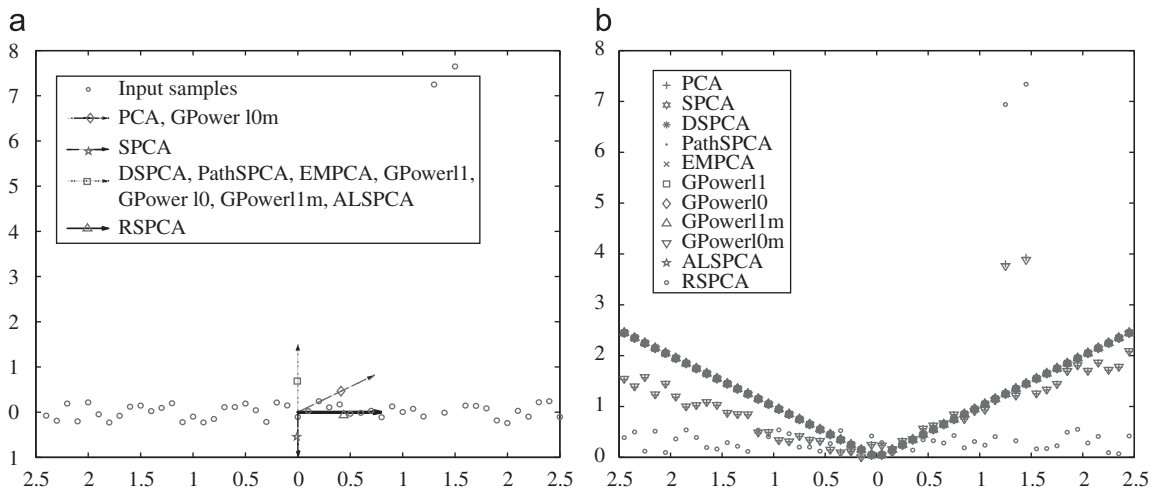 a
8
7
6
5
4
3
2
1
0
1
2.5 2 1.5 1 0.5 0 0.5 1 1.5 2 2.5
Input samples
PCA, GPower l0m
SPCA
DSPCA, PathSPCA, EMPCA, GPowerl1,
GPower l0, GPowerl1m, ALSPCA
RSPCA
b
8
7
6
5
4
3
2
1
0
2.5 2 1.5 1 0.5 0 0.5 1 1.5 2 2.5
PCA
SPCA
DSPCA
PathSPCA
EMPCA
GPowerl1
GPowerl0
GPowerl1m
GPowerl0m
ALSPCA
RSPCA